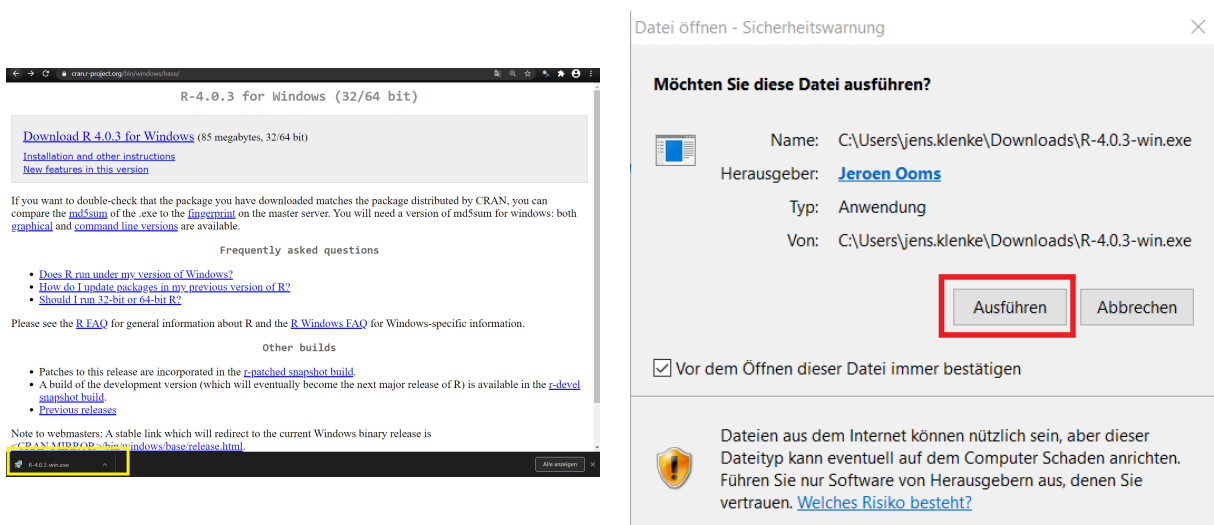 cran.r-project.org/bin/windows/base/
R-4.0.3 for Windows (32/64 bit)
Download R 4.0.3 for Windows (85 megabytes, 32/64 bit)
Installation and other instructions
New features in this version
If you want to double-check that the package you have downloaded matches the package distributed by CRAN, you can
compare the md5sum of the .exe to the fingerprint on the master server. You will need a version of md5sum for windows: both
graphical and command line versions are available.
Frequently asked questions
Does R run under my version of Windows?
How do I update packages in my previous version of R?
Should I run 32-bit or 64-bit R?
Please see the R FAQ for general information about R and the R Windows FAQ for Windows-specific information.
Other builds
Patches to this release are incorporated in the r-patched snapshot build.
A build of the development version (which will eventually become the next major release of R) is available in the r-devel
snapshot build.
Previous releases
Note to webmasters: A stable link which will redirect to the current Windows binary release is
<CRAN MIRROR>/bin/windows/base/release.html.
R-4.0.3-win.exe
Alle anzeigen
Datei öffnen - Sicherheitswarnung
Möchten Sie diese Datei ausführen?
Name: C:\Users\jens.klenke\Downloads\R-4.0.3-win.exe
Herausgeber: Jeroen Ooms
Typ: Anwendung
Von: C:\Users\jens.klenke\Downloads\R-4.0.3-win.exe
Ausführen Abbrechen
Vor dem Öffnen dieser Datei immer bestätigen
Dateien aus dem Internet können nützlich sein, aber dieser
Dateityp kann eventuell auf dem Computer Schaden anrichten.
Führen Sie nur Software von Herausgebern aus, denen Sie
vertrauen. Welches Risiko besteht?